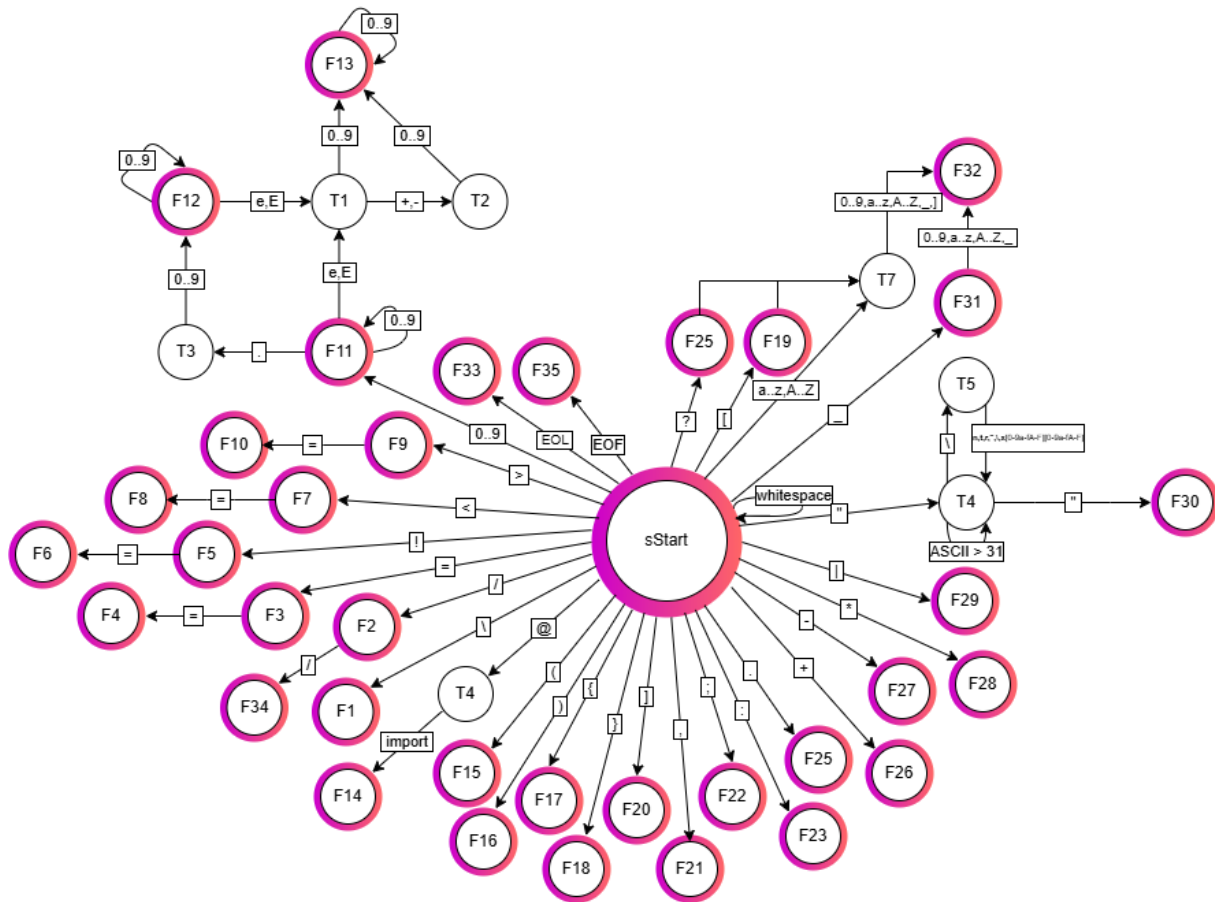 0..9
F13
0..9
0..9
0..9
F12
e,E
T1
+,-
T2
F32
0..9,a..z,A..Z,_,]
0..9,a..z,A..Z,_
0..9
e,E
T7
F31
T3
.
F11
0..9
F33
F35
F25
F19
a..z,A..Z
T5
?
[
_
0..9
EOL
EOF
\
F10
=
F9
>
F8
=
F7
<
whitespace
"
T4
"
F30
sStart
ASCII > 31
F6
=
F5
!
=
|
F29
F4
=
F3
/
F2
\
@
*
-
F28
/
F34
F1
T4
(
)
{
}
]
,
;
:
.
+
F27
import
F14
F15
F16
F17
F18
F20
F21
F22
F23
F25
F26